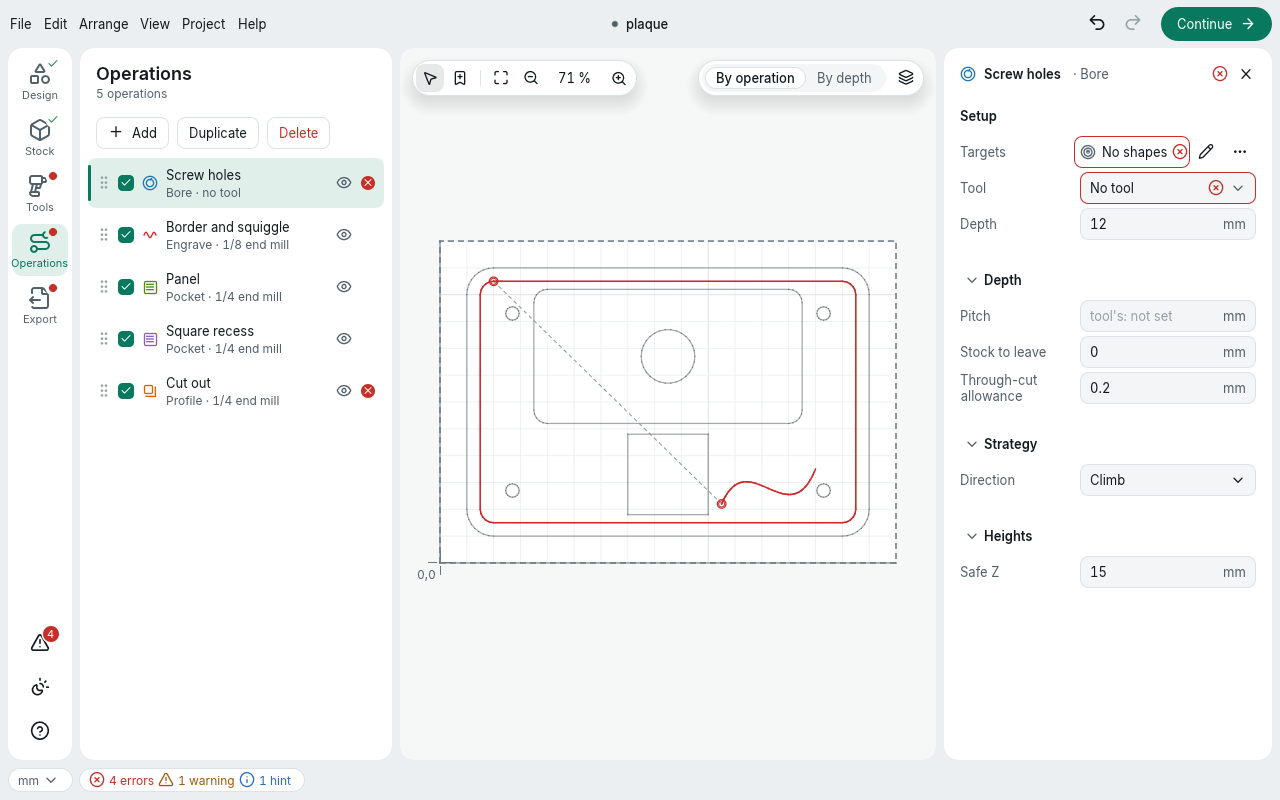 File Edit Arrange View Project Help
plaque
Continue
Design
Stock
Tools
Operations
Export
4
Operations
5 operations
Add Duplicate Delete
Screw holes
Bore · no tool
Border and squiggle
Engrave · 1/8 end mill
Panel
Pocket · 1/4 end mill
Square recess
Pocket · 1/4 end mill
Cut out
Profile · 1/4 end mill
71 %
By operation By depth
0,0
Screw holes · Bore
Setup
Targets No shapes
Tool No tool
Depth 12 mm
Depth
Pitch tool's: not set mm
Stock to leave 0 mm
Through-cut
allowance 0.2 mm
Strategy
Direction Climb
Heights
Safe Z 15 mm
mm 4 errors 1 warning 1 hint